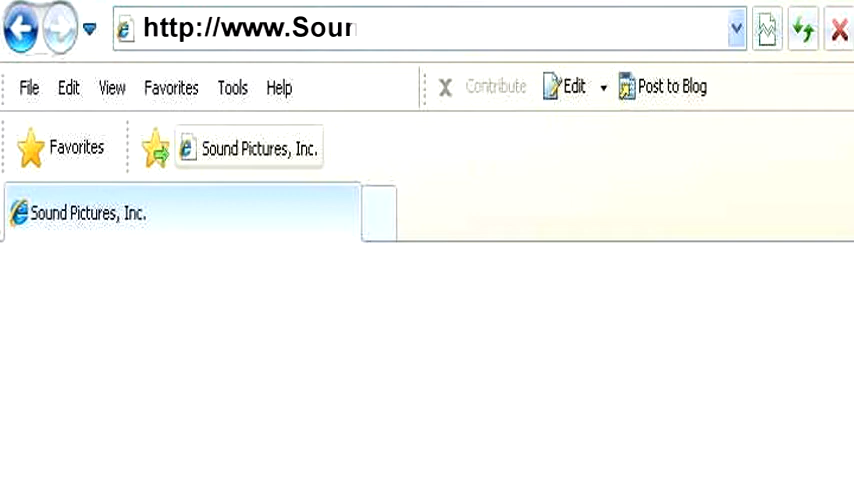 http://www.Soun
File Edit View Favorites Tools Help Contribute Edit Post to Blog
Favorites Sound Pictures, Inc.
Sound Pictures, Inc.